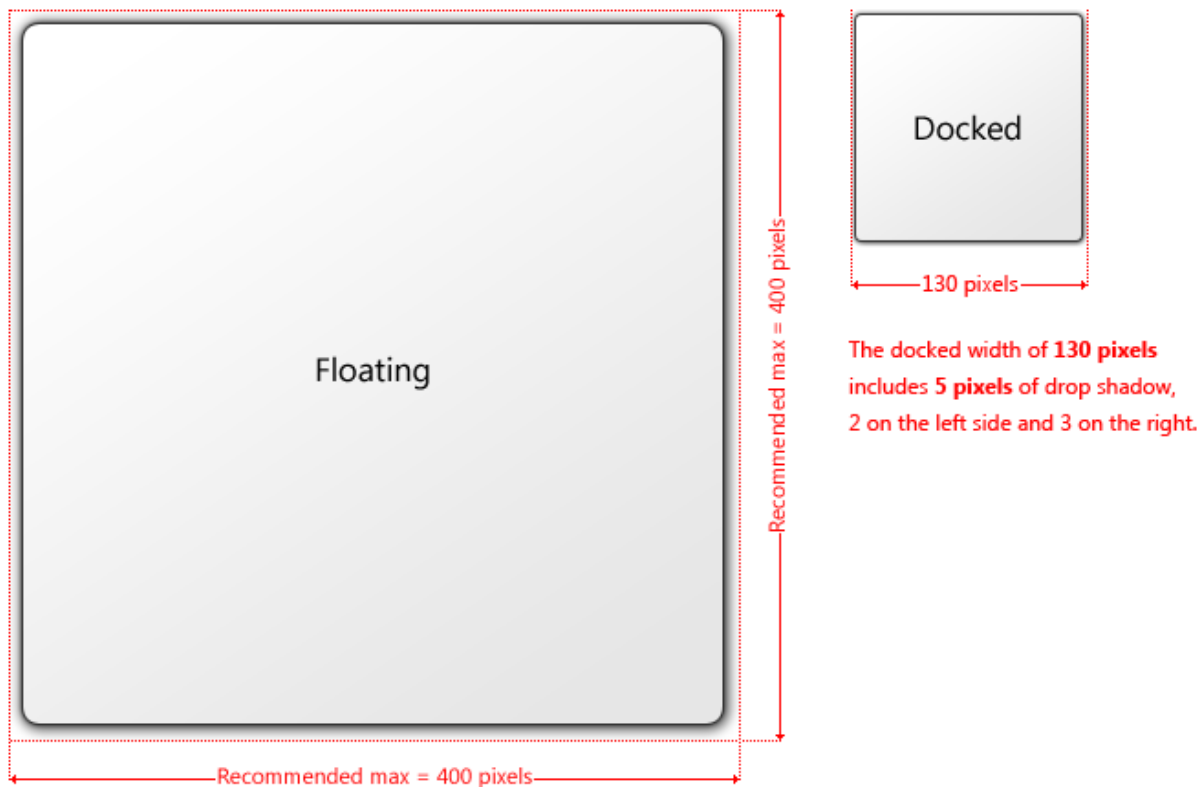 Floating
Recommended max = 400 pixels
Recommended max = 400 pixels
Docked
130 pixels
The docked width of 130 pixels
includes 5 pixels of drop shadow,
2 on the left side and 3 on the right.